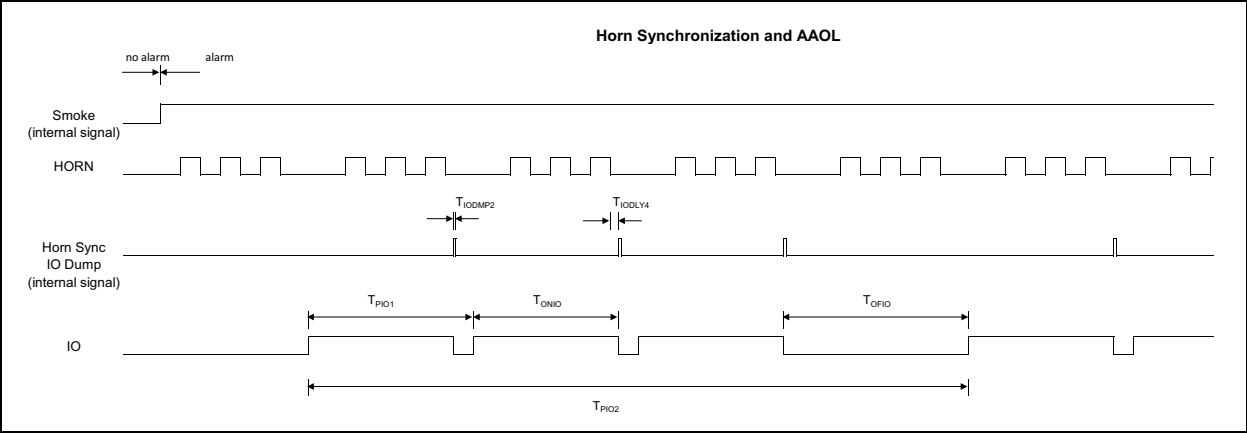 Horn Synchronization and AAOL
no alarm
alarm
Smoke
(internal signal)
HORN
TIODMP2
TIODLY4
Horn Sync
IO Dump
(internal signal)
TPIO1
TONIO
TOFIO
IO
TPIO2